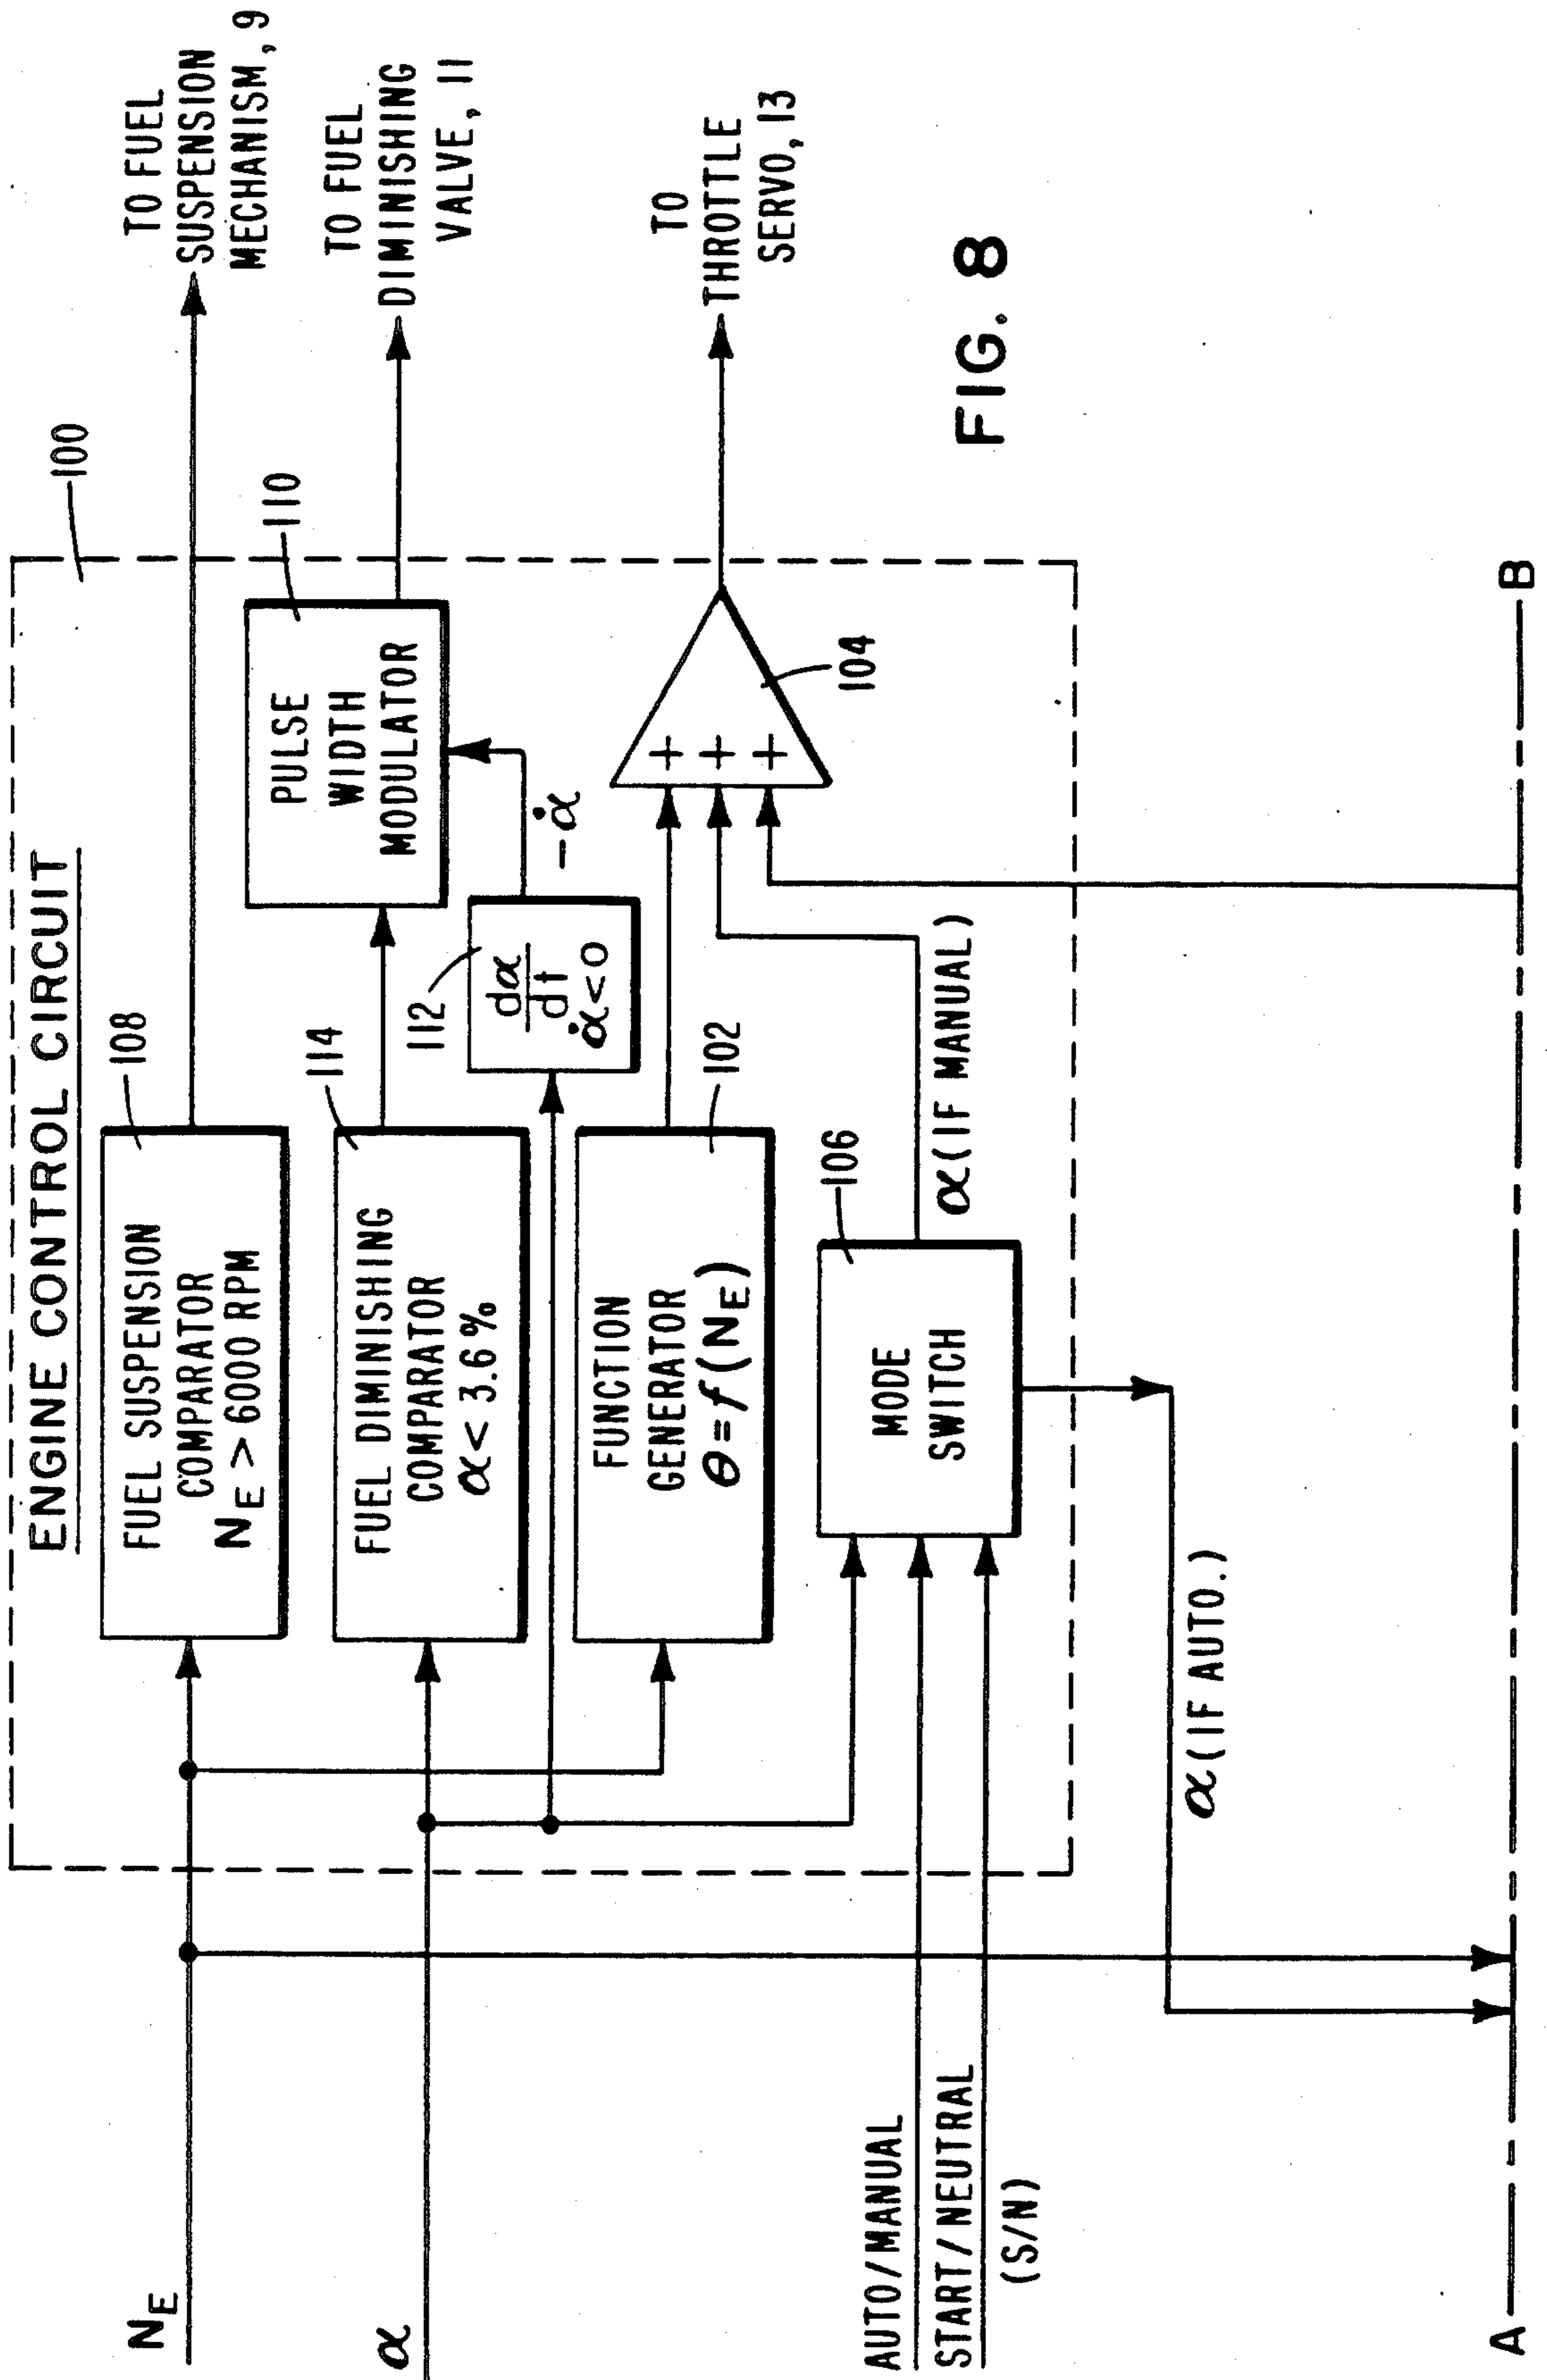 ENGINE CONTROL CIRCUIT
100
108
FUEL SUSPENSION
COMPARATOR
N_E > 6000 RPM
TO FUEL
SUSPENSION
MECHANISM, 9
114
FUEL DIMINISHING
COMPARATOR
α < 3.6 %
110
PULSE
WIDTH
MODULATOR
TO FUEL
DIMINISHING
VALVE, 11
112
dα
dt
α̇ < 0
-α̇
102
FUNCTION
GENERATOR
θ = f (N_E)
+
+
+
104
TO
THROTTLE
SERVO, 13
106
MODE
SWITCH
α (IF MANUAL)
α (IF AUTO.)
N_E
α
AUTO/MANUAL
START/NEUTRAL
(S/N)
A
B
FIG. 8